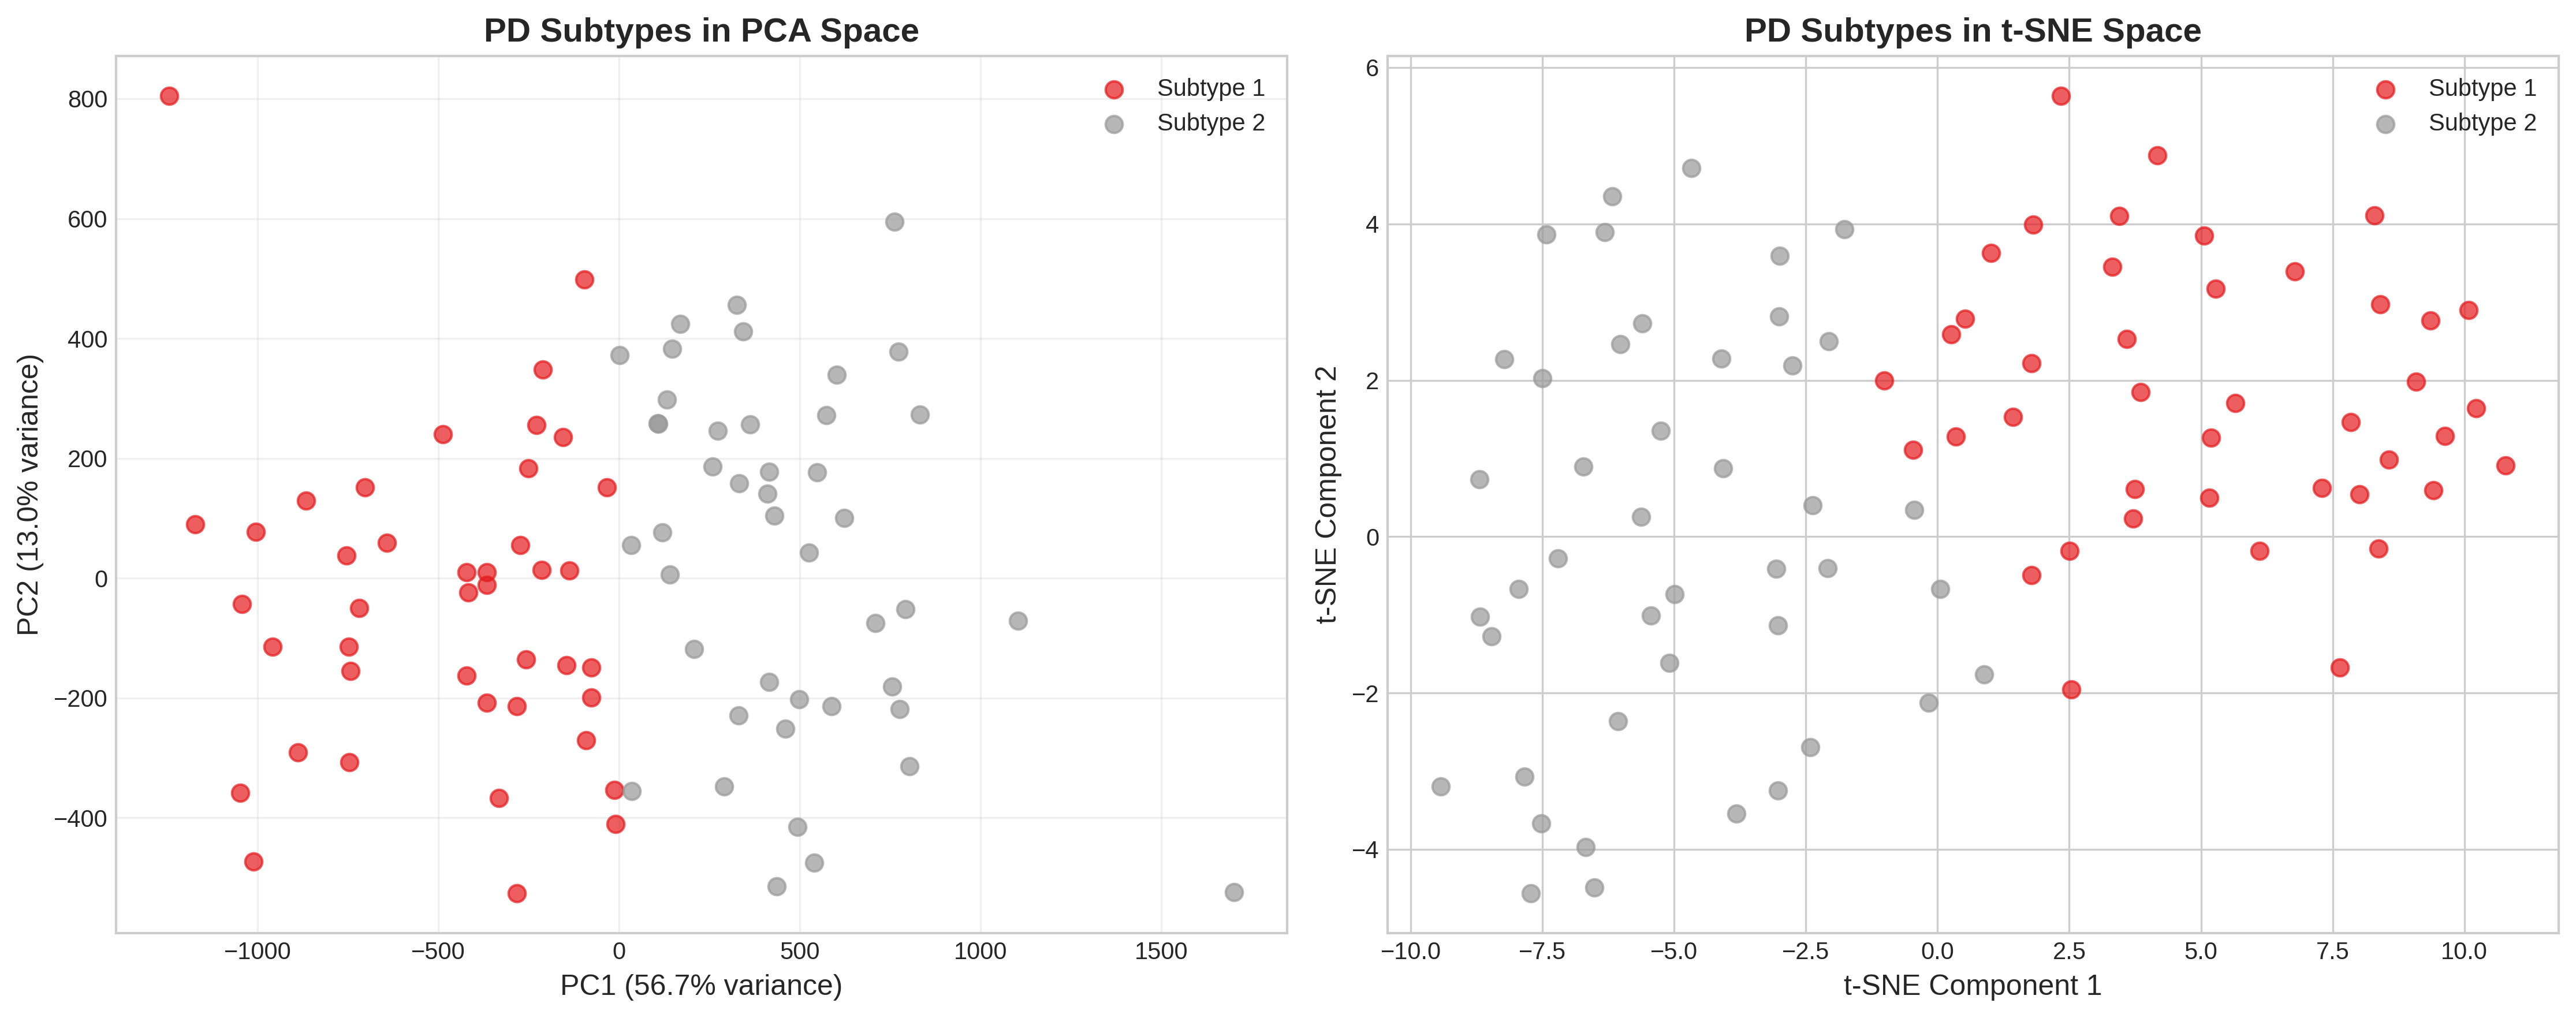 PD Subtypes in PCA Space
Subtype 1
Subtype 2
800
600
400
200
0
−200
−400
PC2 (13.0% variance)
−1000
−500
0
500
1000
1500
PC1 (56.7% variance)
PD Subtypes in t-SNE Space
Subtype 1
Subtype 2
6
4
2
0
−2
−4
t-SNE Component 2
−10.0
−7.5
−5.0
−2.5
0.0
2.5
5.0
7.5
10.0
t-SNE Component 1